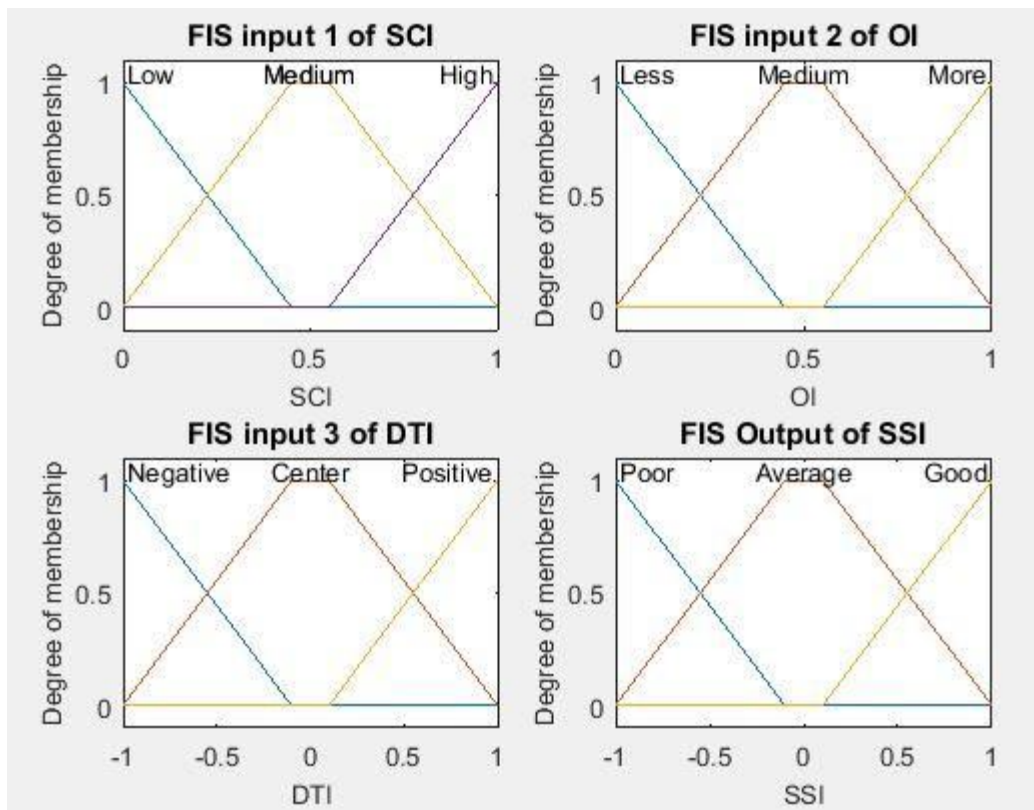 FIS input 1 of SCI
Degree of membership
1
0.5
0
Low Medium High
0 0.5 1
SCI
FIS input 2 of OI
Degree of membership
1
0.5
0
Less Medium More
0 0.5 1
OI
FIS input 3 of DTI
Degree of membership
1
0.5
0
Negative Center Positive
-1 -0.5 0 0.5 1
DTI
FIS Output of SSI
Degree of membership
1
0.5
0
Poor Average Good
-1 -0.5 0 0.5 1
SSI